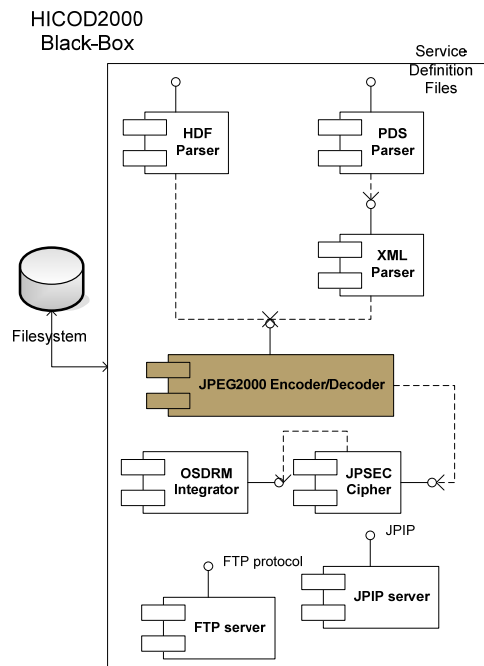 HICOD2000
Black-Box
Service
Definition
Files
HDF
Parser
PDS
Parser
XML
Parser
Filesystem
JPEG2000 Encoder/Decoder
OSDRM
Integrator
JPSEC
Cipher
JPIP
FTP protocol
JPIP server
FTP server